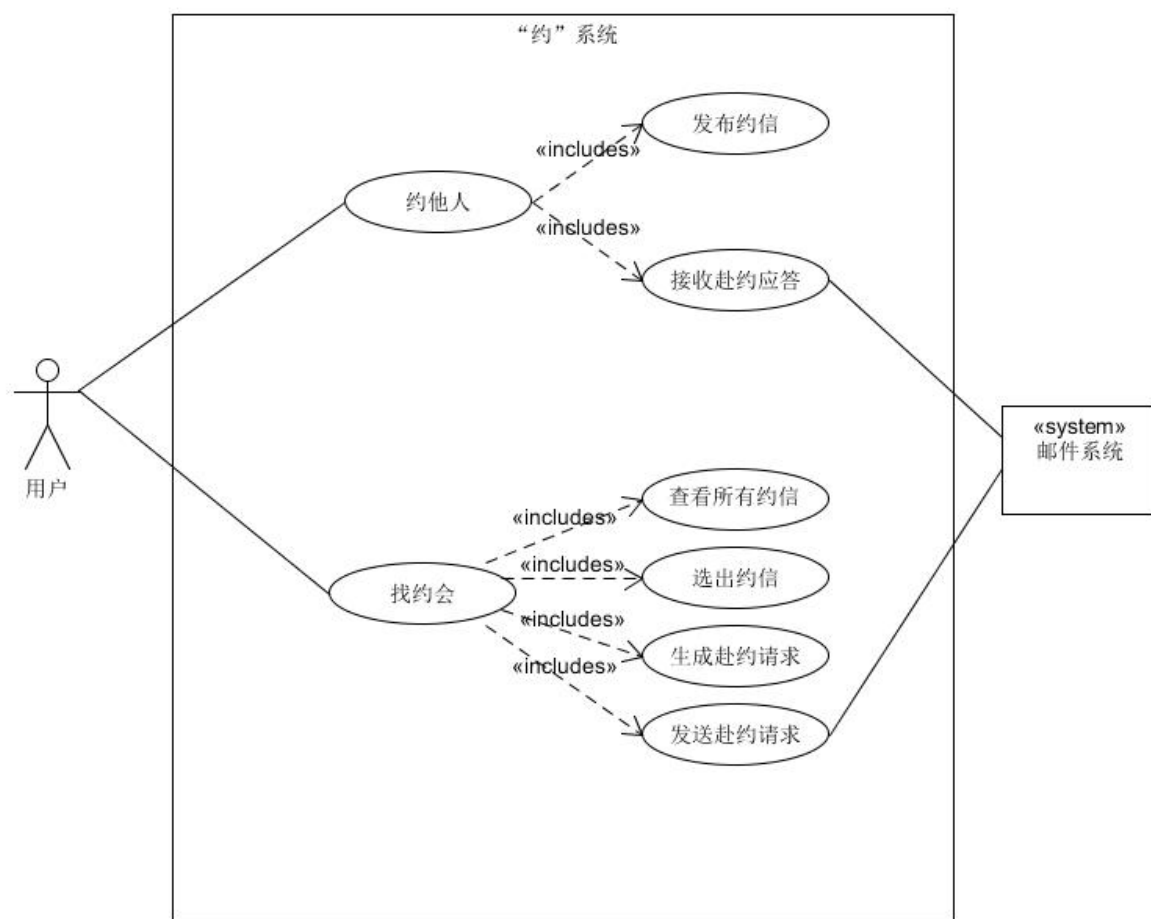 “约”系统
发布约信
«includes»
约他人
«includes»
接收赴约应答
«system»
邮件系统
用户
查看所有约信
«includes»
«includes»
选出约信
找约会
«includes»
生成赴约请求
«includes»
发送赴约请求